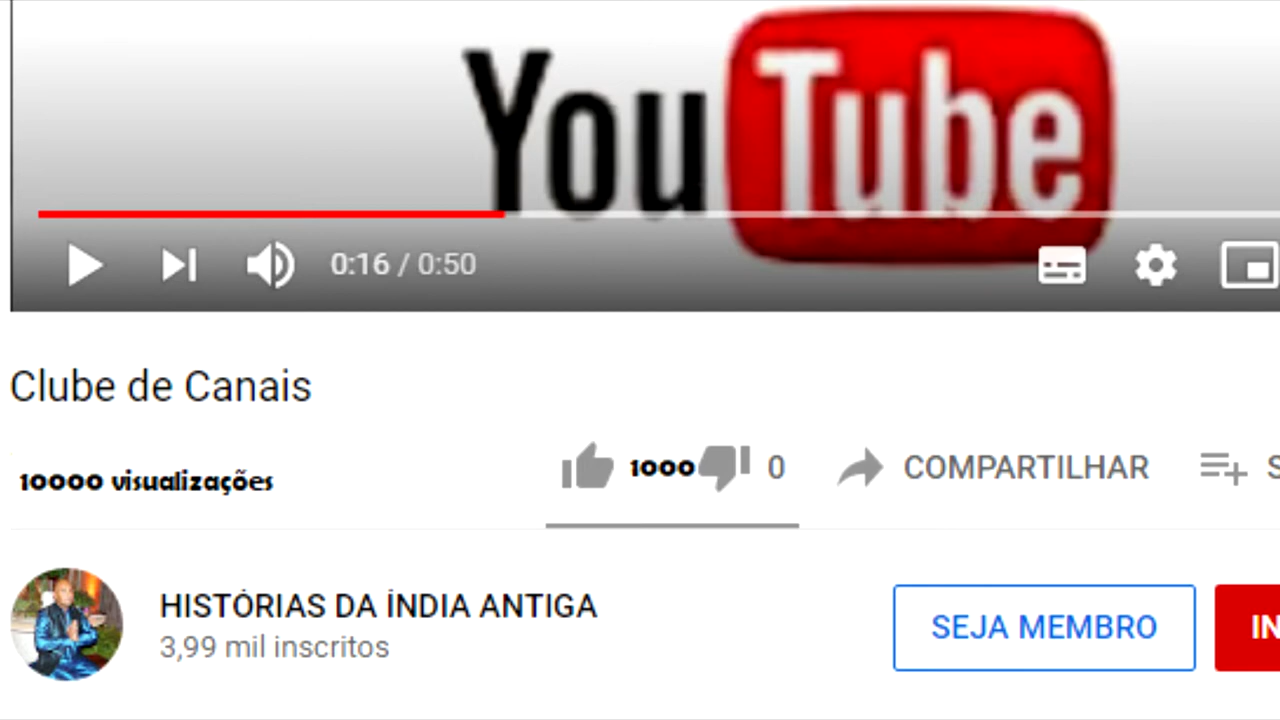 YouTube
0:16 / 0:50
Clube de Canais
10000 visualizações
1000 0 COMPARTILHAR S
HISTÓRIAS DA ÍNDIA ANTIGA
3,99 mil inscritos
SEJA MEMBRO
IN